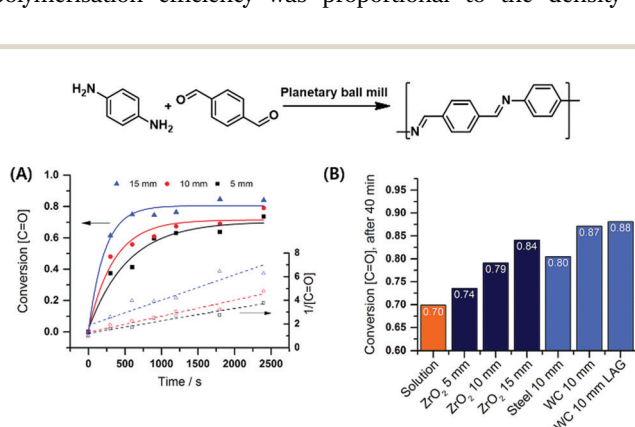 polymerisation efficiency was proportional to the density
H₂N
NH₂
+
O
O
Planetary ball mill
N
N
(A)
15 mm 10 mm 5 mm
Conversion [C=O]
1.0
0.8
0.6
0.4
0.2
0.0
8
6
4
2
0
1/[C=O]
0 500 1000 1500 2000 2500
Time / s
(B)
Conversion [C=O], after 40 min
0.95
0.90
0.85
0.80
0.75
0.70
0.65
0.60
0.70
0.74
0.79
0.84
0.80
0.87
0.88
Solution
ZrO₂ 5 mm
ZrO₂ 10 mm
ZrO₂ 15 mm
Steel 10 mm
WC 10 mm
WC 10 mm LAG